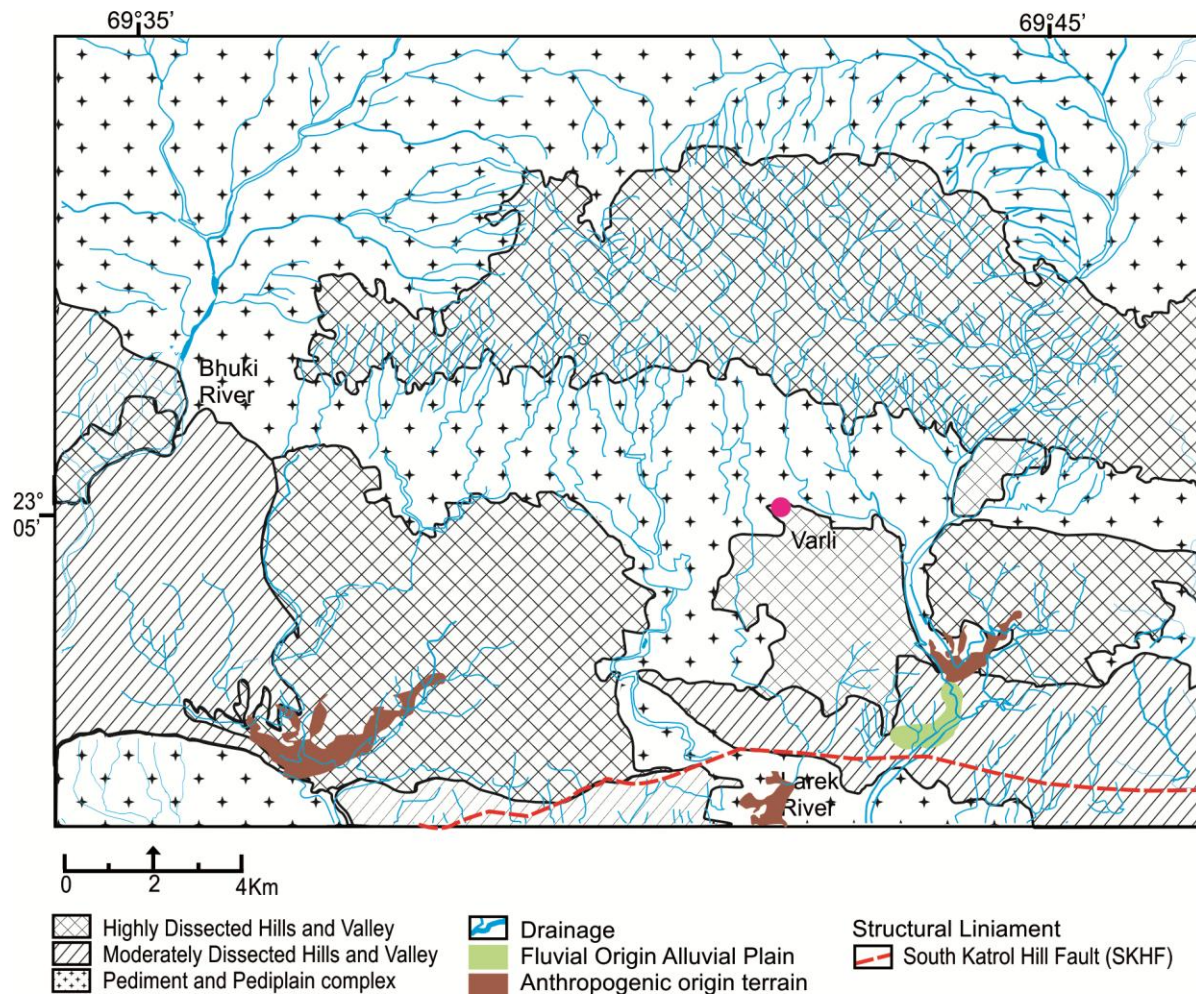 69°35’
69°45’
Bhuki
River
23°
05’
Varli
Larek
River
0
2
4Km
Highly Dissected Hills and Valley
Moderately Dissected Hills and Valley
Pediment and Pediplain complex
Drainage
Fluvial Origin Alluvial Plain
Anthropogenic origin terrain
Structural Liniament
South Katrol Hill Fault (SKHF)